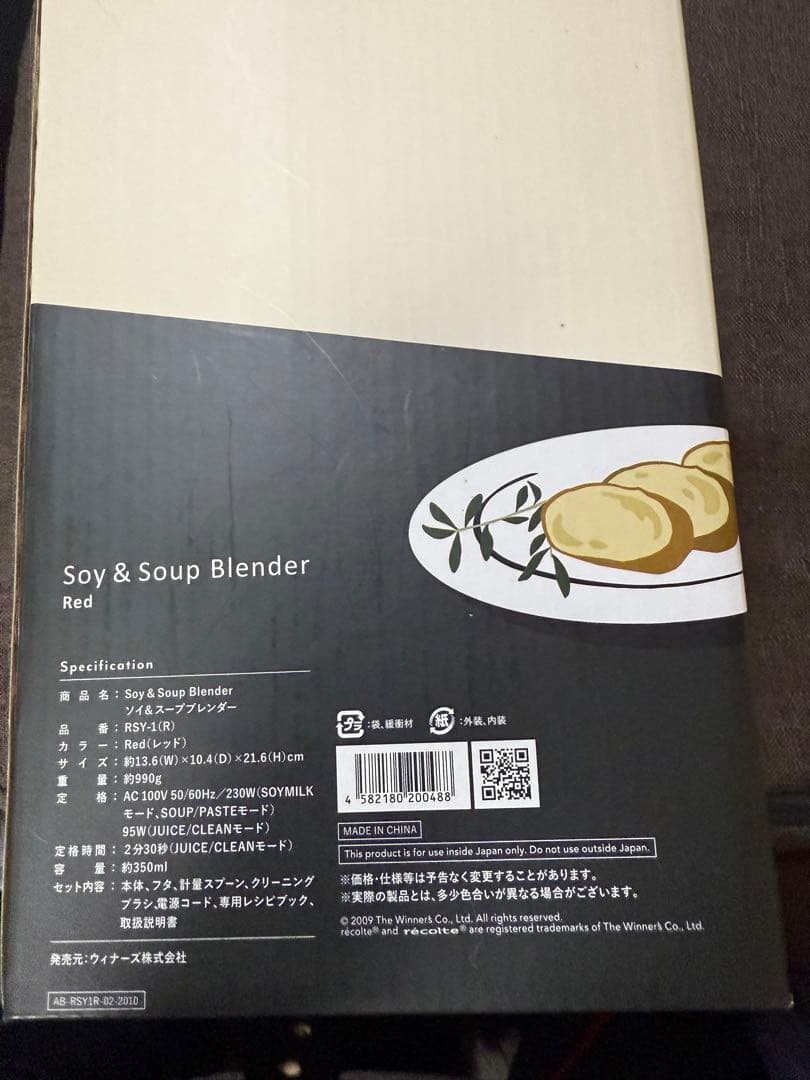 Soy & Soup Blender
Red
Specification
商品名：Soy & Soup Blender
ソイ&スープブレンダー
品番：RSY-1(R)
カラー：Red(レッド)
サイズ：約13.6(W)×10.4(D)×21.6(H)cm
重量：約990g
定格：AC 100V 50/60Hz／230W(SOYMILK
モード、SOUP/PASTEモード)
95W(JUICE/CLEANモード)
定格時間：2分30秒(JUICE/CLEANモード)
容量：約350ml
セット内容：本体、フタ、計量スプーン、クリーニング
ブラシ、電源コード、専用レシピブック、
取扱説明書
発売元：ウィナーズ株式会社
AB-RSY1R-02-2010
プラ：袋、緩衝材 紙：外装、内装
4 582180 200488
MADE IN CHINA
This product is for use inside Japan only. Do not use outside Japan.
※価格・仕様等は予告なく変更することがあります。
※実際の製品とは、多少色合いが異なる場合がございます。
© 2009 The Winner's Co., Ltd. All rights reserved.
récolte® and récolte® are registered trademarks of The Winner's Co., Ltd.